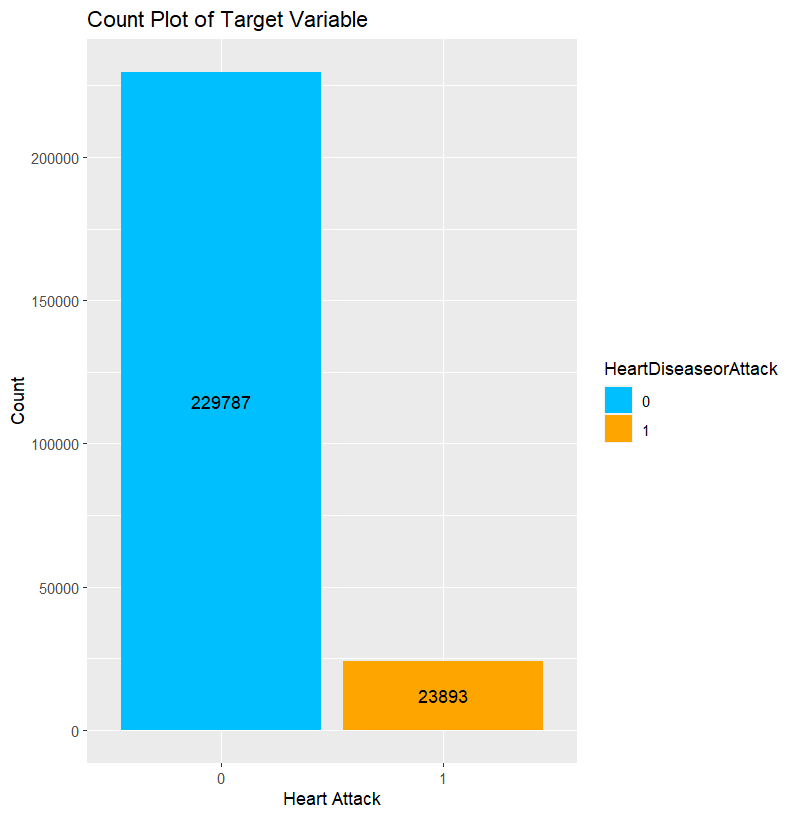 Count Plot of Target Variable
Count
200000
150000
100000
50000
0
229787
23893
0
1
Heart Attack
HeartDiseaseorAttack
0
1